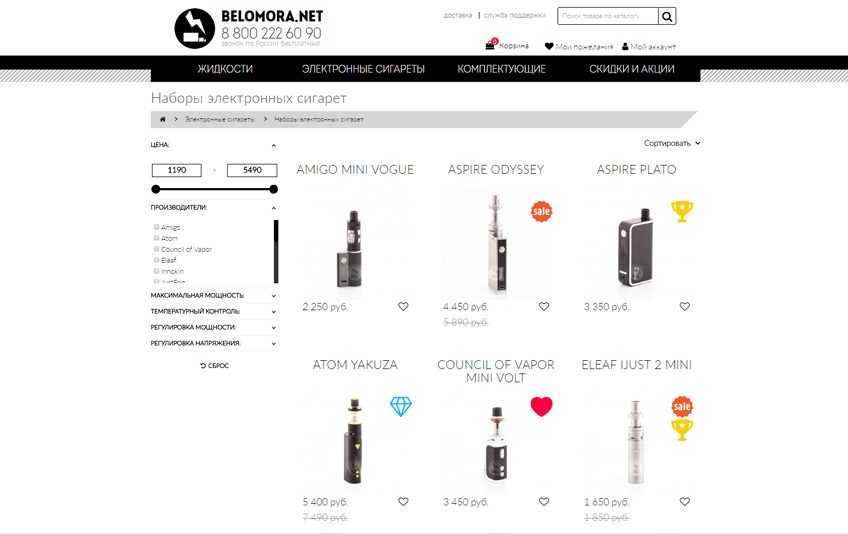 BELOMORA.NET
8 800 222 60 90
звонок по России бесплатный
доставка | служба поддержки
Поиск товара по каталогу
0
Корзина
Мои пожелания
Мой аккаунт
ЖИДКОСТИ
ЭЛЕКТРОННЫЕ СИГАРЕТЫ
КОМПЛЕКТУЮЩИЕ
СКИДКИ И АКЦИИ
Наборы электронных сигарет
Электронные сигареты > Наборы электронных сигарет
Сортировать
ЦЕНА:
1190 - 5490
ПРОИЗВОДИТЕЛИ:
Amigo
Atom
Council of Vapor
Eleaf
Innokin
JustFog
МАКСИМАЛЬНАЯ МОЩНОСТЬ:
ТЕМПЕРАТУРНЫЙ КОНТРОЛЬ:
РЕГУЛИРОВКА МОЩНОСТИ:
РЕГУЛИРОВКА НАПРЯЖЕНИЯ:
СБРОС
AMIGO MINI VOGUE
2 250 руб.
ASPIRE ODYSSEY
sale
4 450 руб.
5 890 руб.
ASPIRE PLATO
3 350 руб.
ATOM YAKUZA
5 400 руб.
7 490 руб.
COUNCIL OF VAPOR
MINI VOLT
3 450 руб.
ELEAF IJUST 2 MINI
sale
1 650 руб.
1 850 руб.